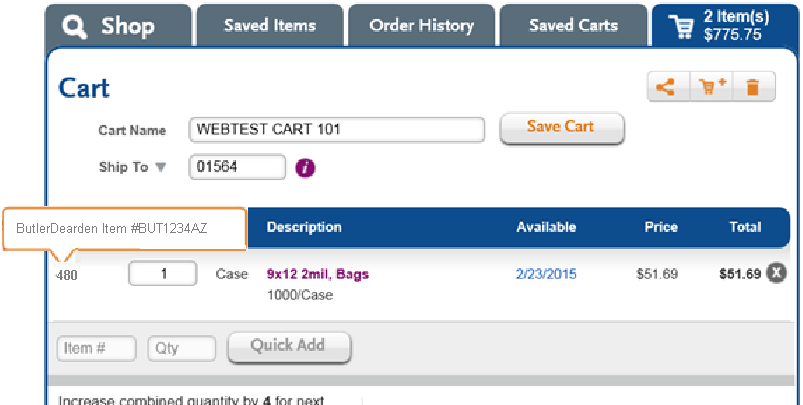 Shop
Saved Items
Order History
Saved Carts
2 Item(s)
$775.75
Cart
Cart Name
WEBTEST CART 101
Save Cart
Ship To
01564
i
ButlerDearden Item #BUT1234AZ
Description
Available
Price
Total
480
1
Case
9x12 2mil, Bags
2/23/2015
$51.69
$51.69
X
1000/Case
Item #
Qty
Quick Add
Increase combined quantity by 4 for next